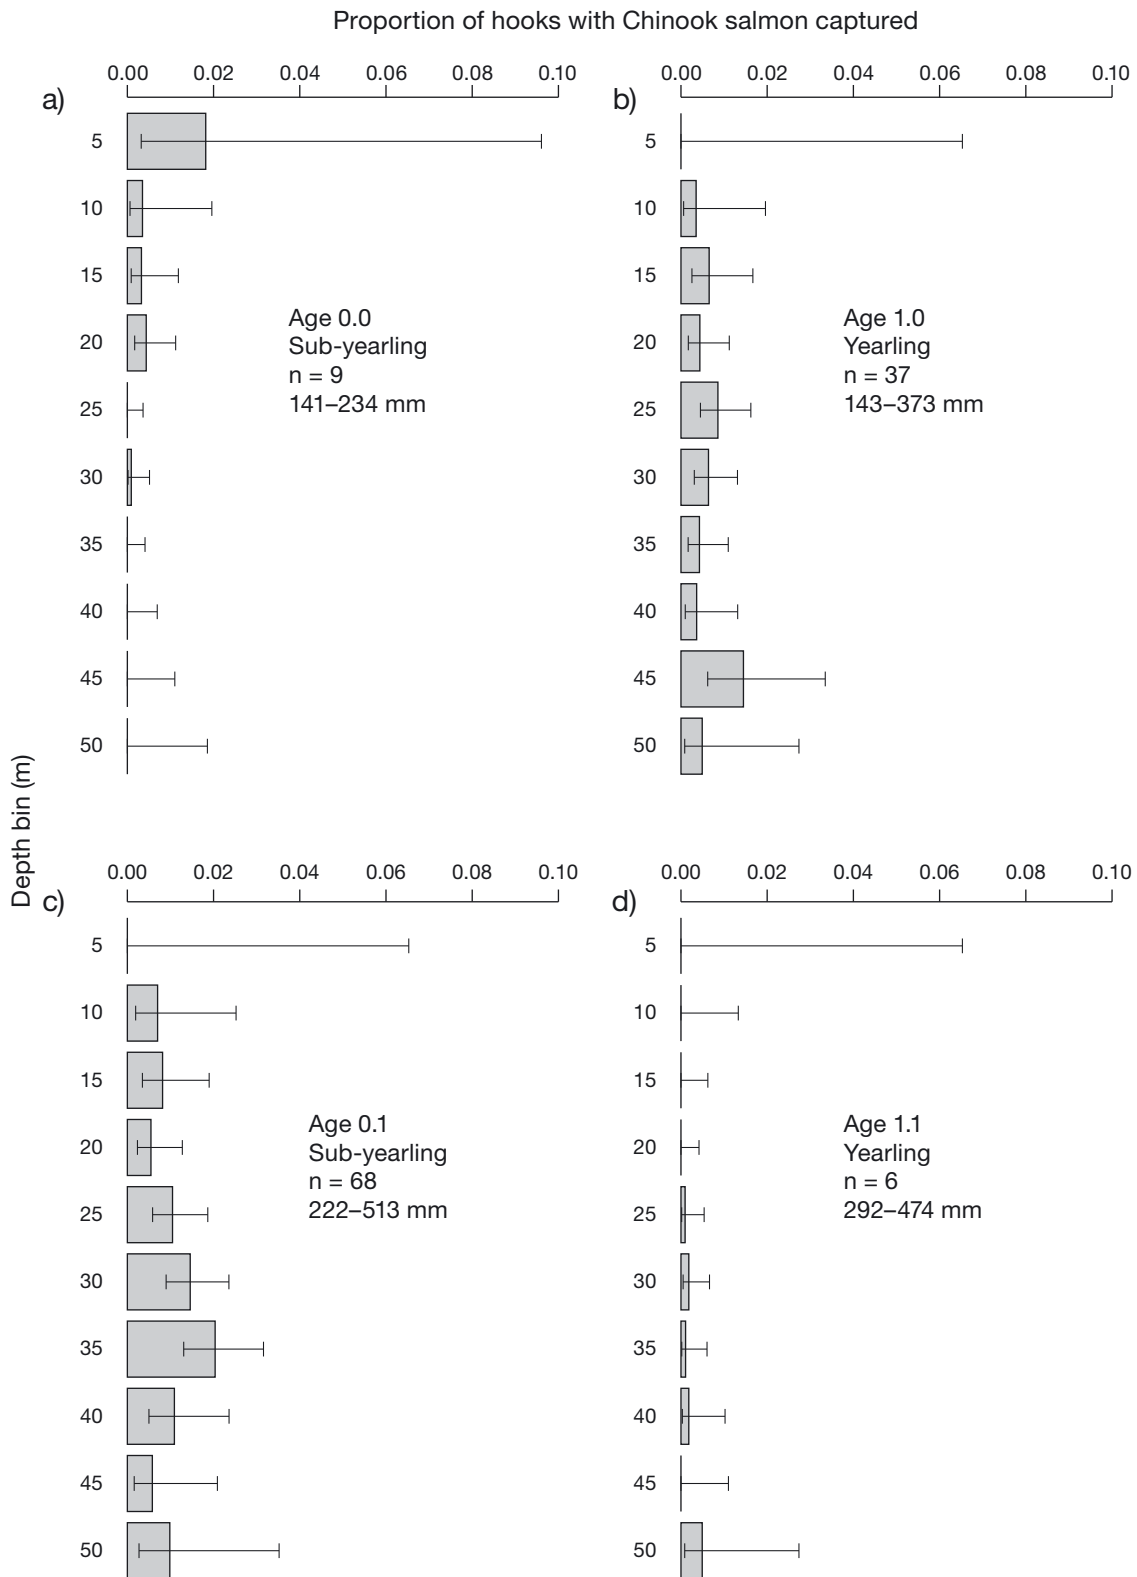 Proportion of hooks with Chinook salmon captured
0.00 0.02 0.04 0.06 0.08 0.10
a)
5
10
15
20
25
30
35
40
45
50
Age 0.0
Sub-yearling
n = 9
141–234 mm
0.00 0.02 0.04 0.06 0.08 0.10
b)
5
10
15
20
25
30
35
40
45
50
Age 1.0
Yearling
n = 37
143–373 mm
Depth bin (m)
0.00 0.02 0.04 0.06 0.08 0.10
c)
5
10
15
20
25
30
35
40
45
50
Age 0.1
Sub-yearling
n = 68
222–513 mm
0.00 0.02 0.04 0.06 0.08 0.10
d)
5
10
15
20
25
30
35
40
45
50
Age 1.1
Yearling
n = 6
292–474 mm